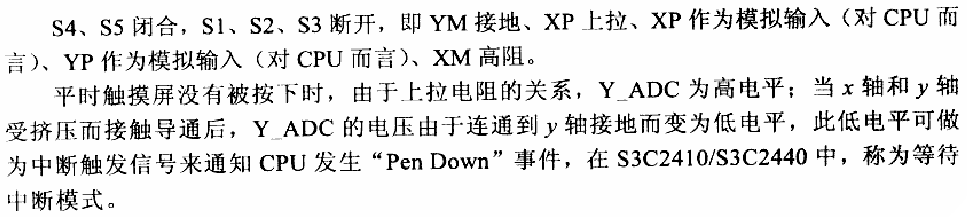 S4、S5 闭合，S1、S2、S3 断开，即 YM 接地、XP 上拉、XP 作为模拟输入（对 CPU 而
言）、YP 作为模拟输入（对 CPU 而言）、XM 高阻。
平时触摸屏没有被按下时，由于上拉电阻的关系，Y_ADC 为高电平；当 x 轴和 y 轴
受挤压而接触导通后，Y_ADC 的电压由于连通到 y 轴接地而变为低电平，此低电平可做
为中断触发信号来通知 CPU 发生“Pen Down”事件，在 S3C2410/S3C2440 中，称为等待
中断模式。